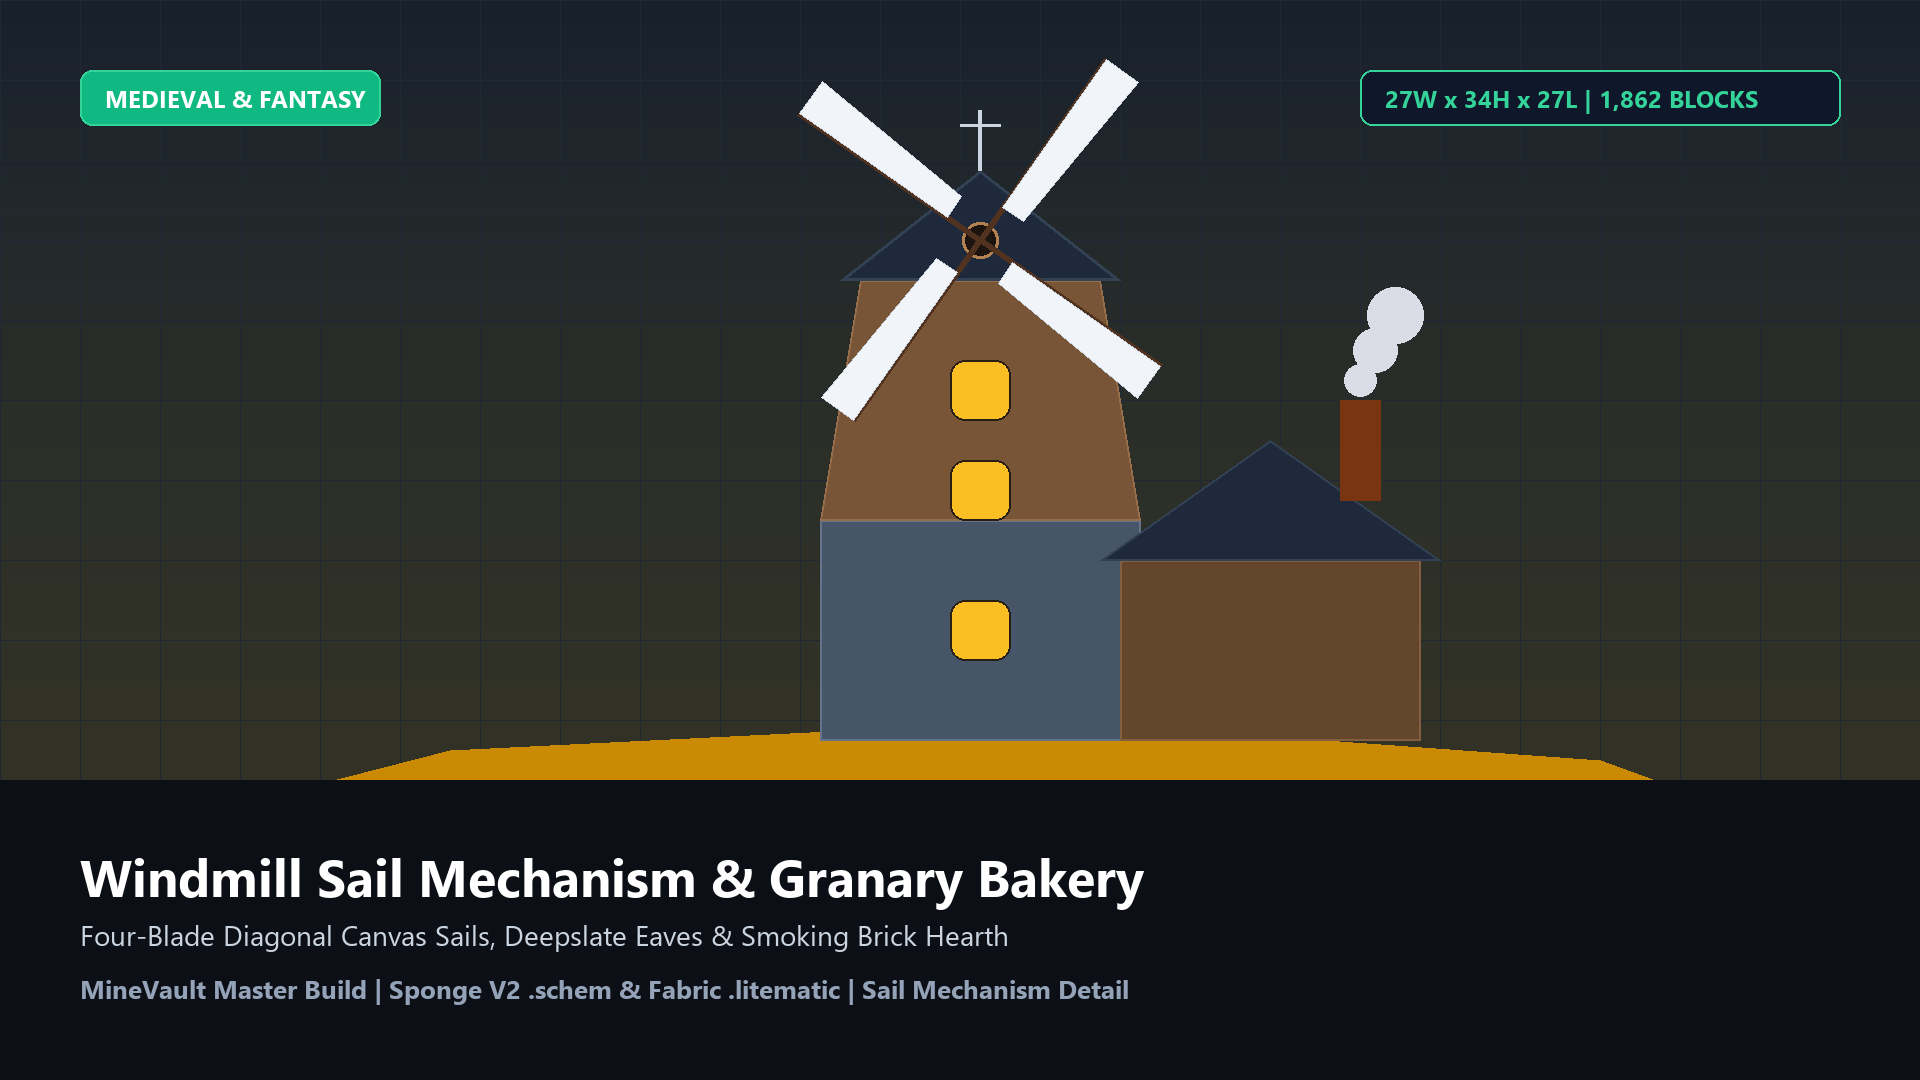 MEDIEVAL & FANTASY
27W x 34H x 27L | 1,862 BLOCKS
Windmill Sail Mechanism & Granary Bakery
Four-Blade Diagonal Canvas Sails, Deepslate Eaves & Smoking Brick Hearth
MineVault Master Build | Sponge V2 .schem & Fabric .litematic | Sail Mechanism Detail